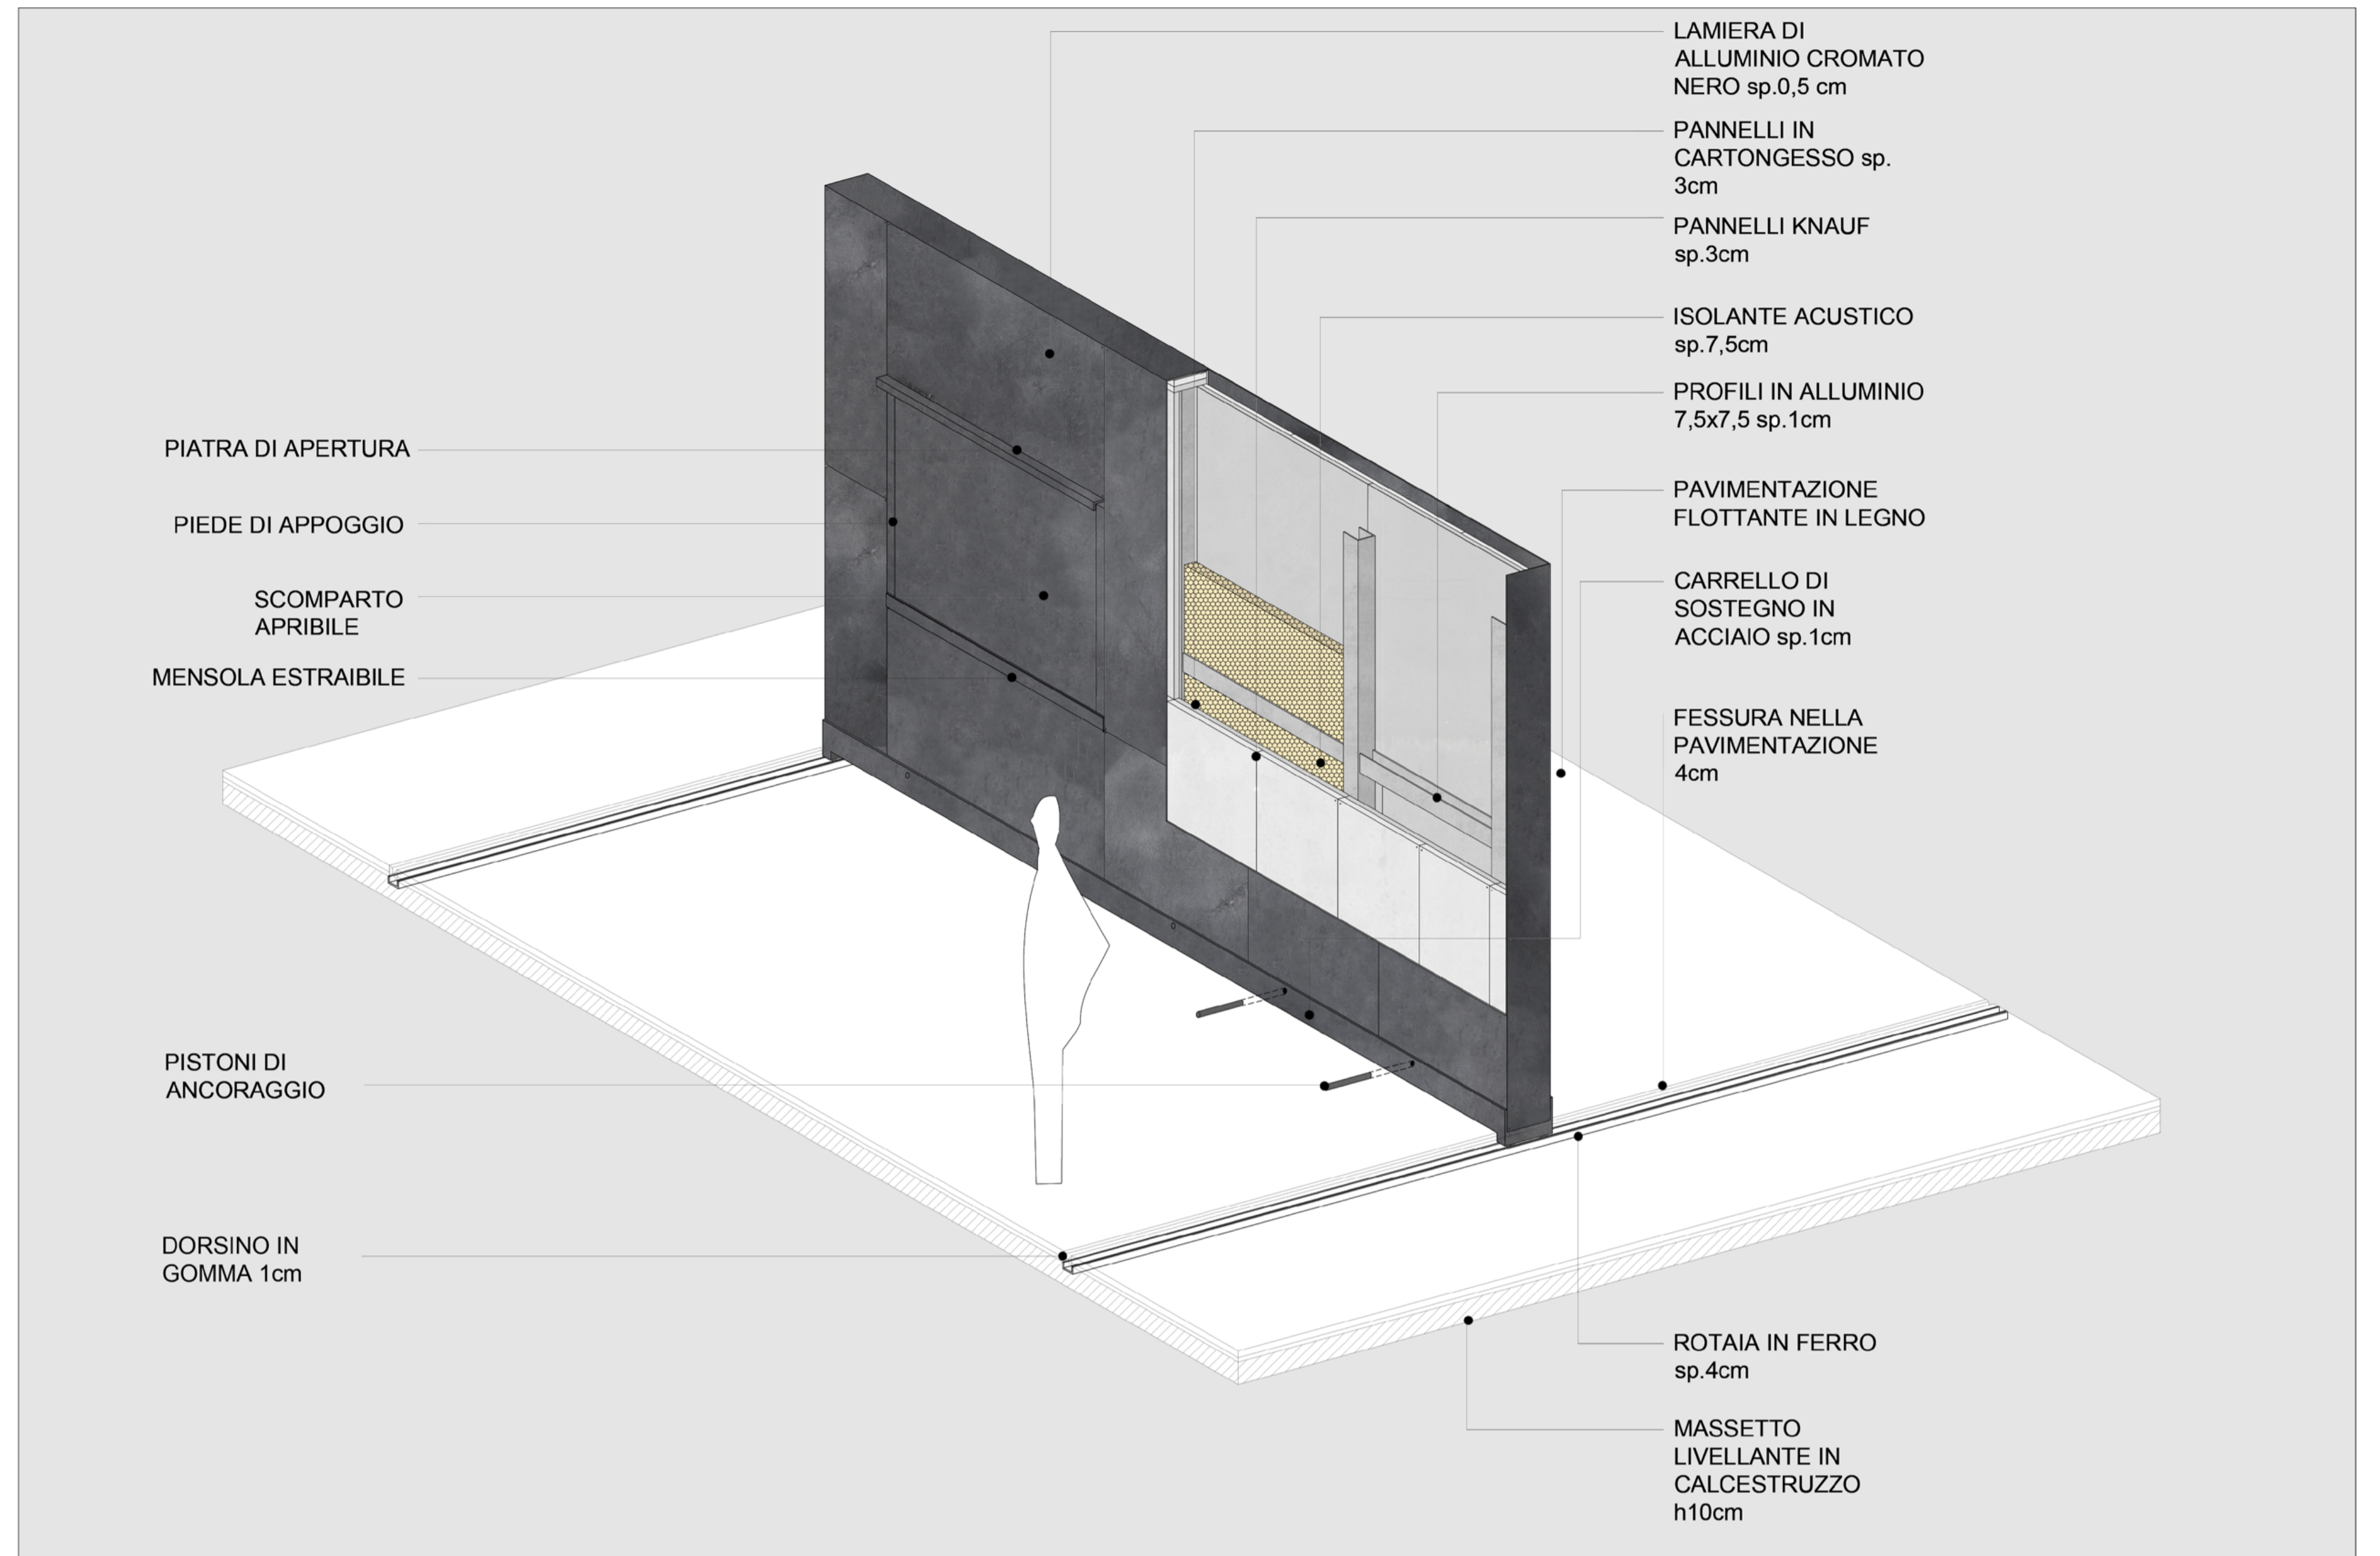 LAMIERA DI
ALLUMINIO CROMATO
NERO sp.0,5 cm
PANNELLI IN
CARTONGESSO sp.
3cm
PANNELLI KNAUF
sp.3cm
ISOLANTE ACUSTICO
sp.7,5cm
PROFILI IN ALLUMINIO
7,5x7,5 sp.1cm
PAVIMENTAZIONE
FLOTTANTE IN LEGNO
CARRELLO DI
SOSTEGNO IN
ACCIAIO sp.1cm
FESSURA NELLA
PAVIMENTAZIONE
4cm
PIATRA DI APERTURA
PIEDE DI APPOGGIO
SCOMPARTO
APRIBILE
MENSOLA ESTRAIBILE
PISTONI DI
ANCORAGGIO
DORSINO IN
GOMMA 1cm
ROTAIA IN FERRO
sp.4cm
MASSETTO
LIVELLANTE IN
CALCESTRUZZO
h10cm